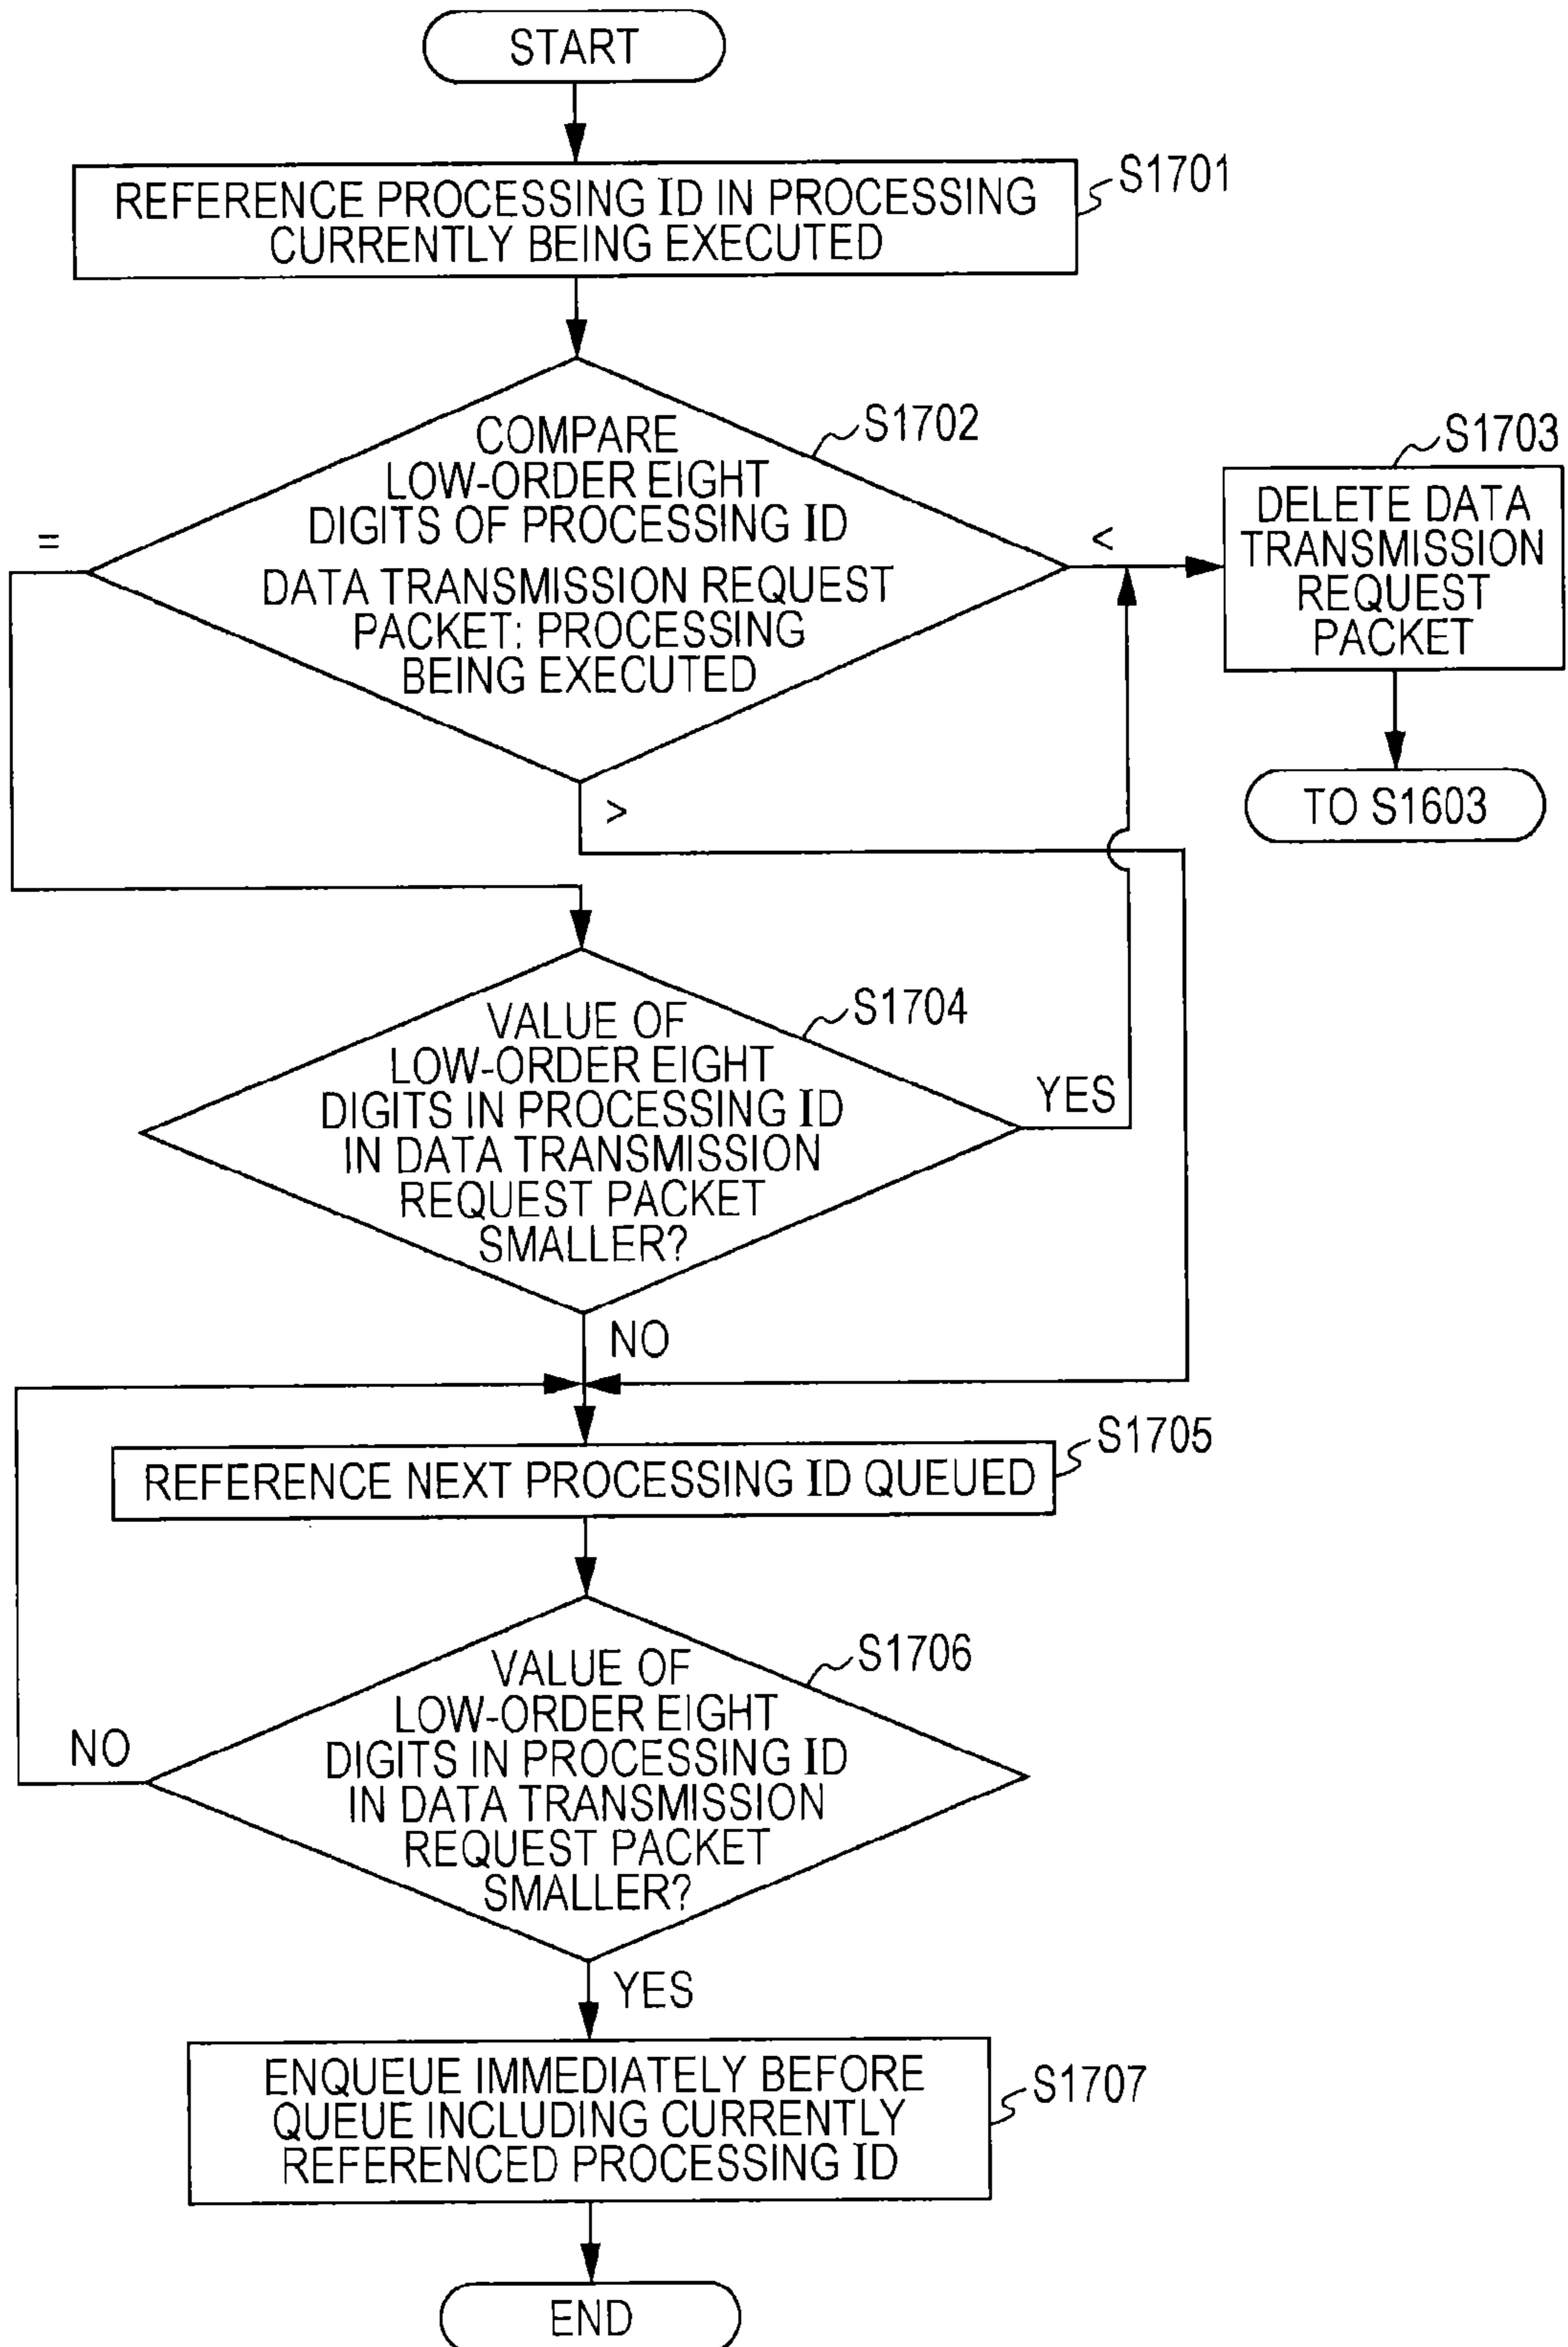 START
S1701
REFERENCE PROCESSING ID IN PROCESSING
CURRENTLY BEING EXECUTED
S1702
COMPARE
LOW-ORDER EIGHT
DIGITS OF PROCESSING ID
DATA TRANSMISSION REQUEST
PACKET: PROCESSING
BEING EXECUTED
=
<
>
S1703
DELETE DATA
TRANSMISSION
REQUEST
PACKET
TO S1603
S1704
VALUE OF
LOW-ORDER EIGHT
DIGITS IN PROCESSING ID
IN DATA TRANSMISSION
REQUEST PACKET
SMALLER?
YES
NO
S1705
REFERENCE NEXT PROCESSING ID QUEUED
S1706
VALUE OF
LOW-ORDER EIGHT
DIGITS IN PROCESSING ID
IN DATA TRANSMISSION
REQUEST PACKET
SMALLER?
NO
YES
S1707
ENQUEUE IMMEDIATELY BEFORE
QUEUE INCLUDING CURRENTLY
REFERENCED PROCESSING ID
END